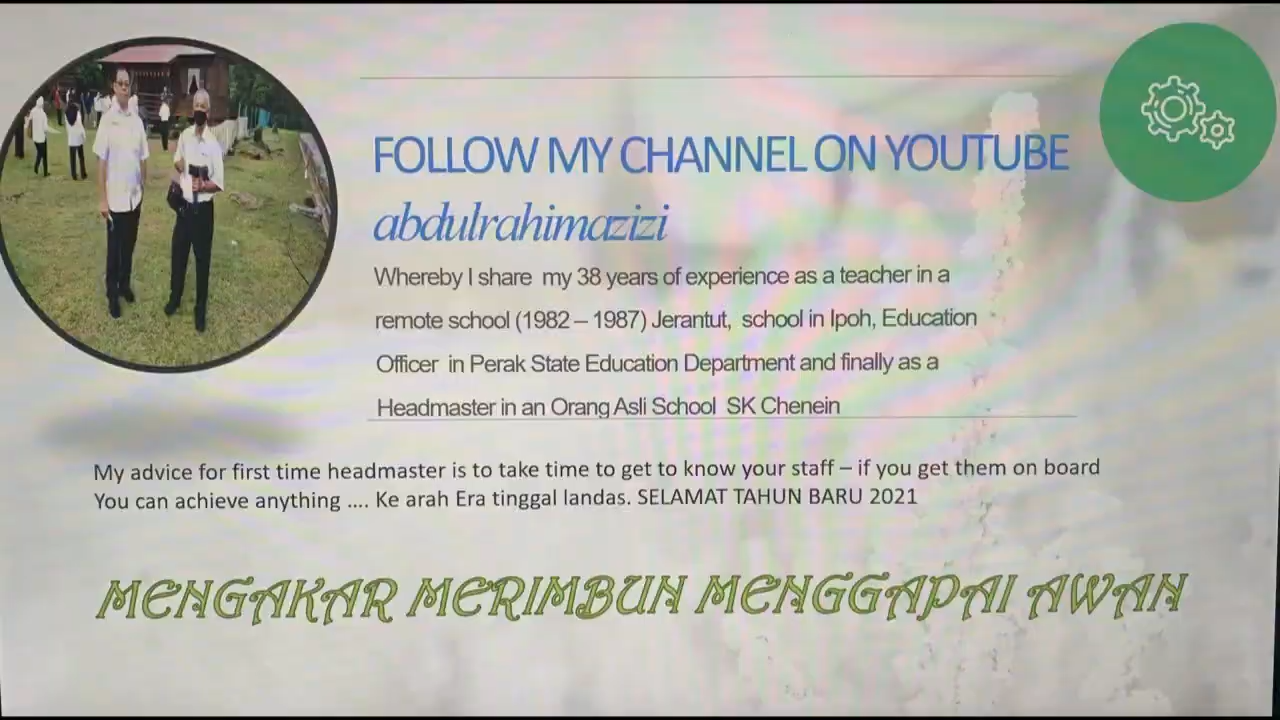 FOLLOW MY CHANNEL ON YOUTUBE
abdulrahimazizi
Whereby I share my 38 years of experience as a teacher in a
remote school (1982 – 1987) Jerantut, school in Ipoh, Education
Officer in Perak State Education Department and finally as a
Headmaster in an Orang Asli School SK Chenein
My advice for first time headmaster is to take time to get to know your staff – if you get them on board
You can achieve anything .... Ke arah Era tinggal landas. SELAMAT TAHUN BARU 2021
MENGAKAR MERIMBUN MENGGAPAI AWAN